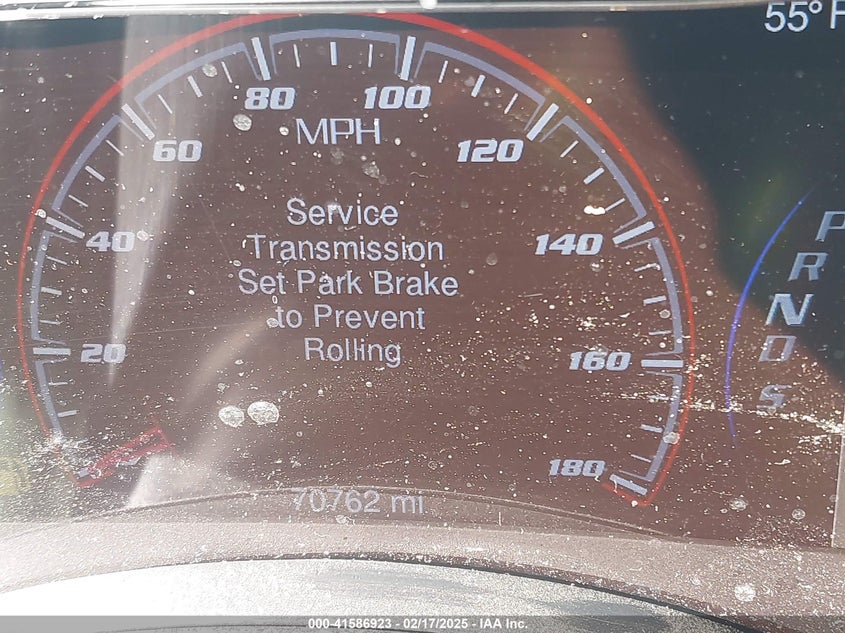 55°F
80
100
MPH
60
120
Service
Transmission
Set Park Brake
to Prevent
Rolling
40
140
20
160
180
P
R
N
D
S
70762 mi
000-41586923 - 02/17/2025 - IAA Inc.